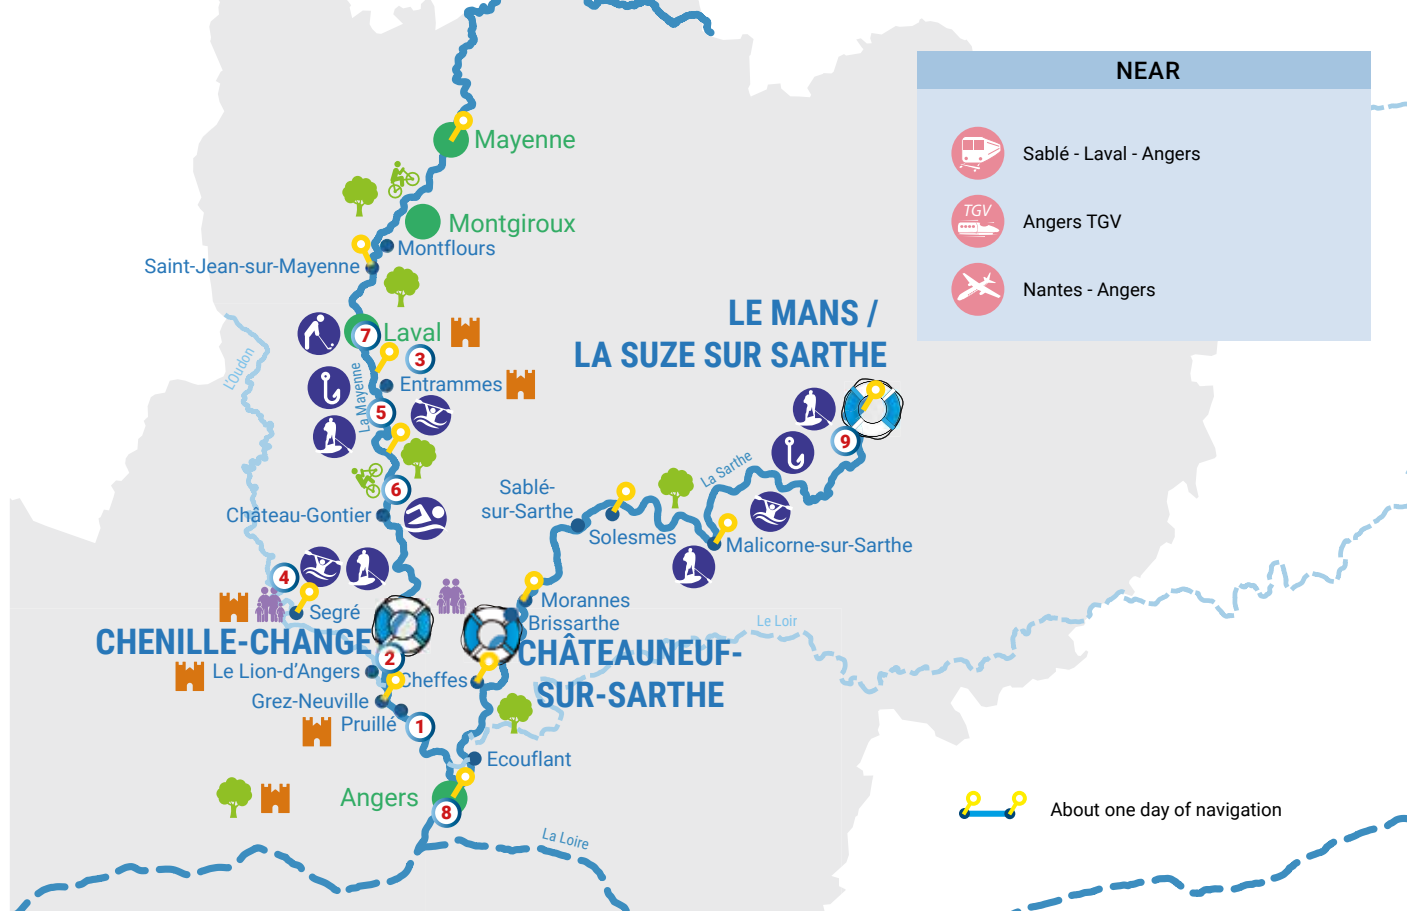 NEAR
Mayenne
Sablé - Laval - Angers
TGV
Angers TGV
Montgiroux
Montflours
Saint-Jean-sur-Mayenne
Nantes - Angers
LE MANS /
LA SUZE SUR SARTHE
7
Laval
3
L'Oudon
La Mayenne
Entrammes
5
9
La Sarthe
6
Sablé-
sur-Sarthe
Château-Gontier
Solesmes
Malicorne-sur-Sarthe
4
Segré
Morannes
Brissarthe
Le Loir
CHENILLE-CHANGE
CHÂTEAUNEUF-
SUR-SARTHE
2
Le Lion-d'Angers
Cheffes
Grez-Neuville
Pruillé
1
Ecouflant
Angers
8
About one day of navigation
La Loire